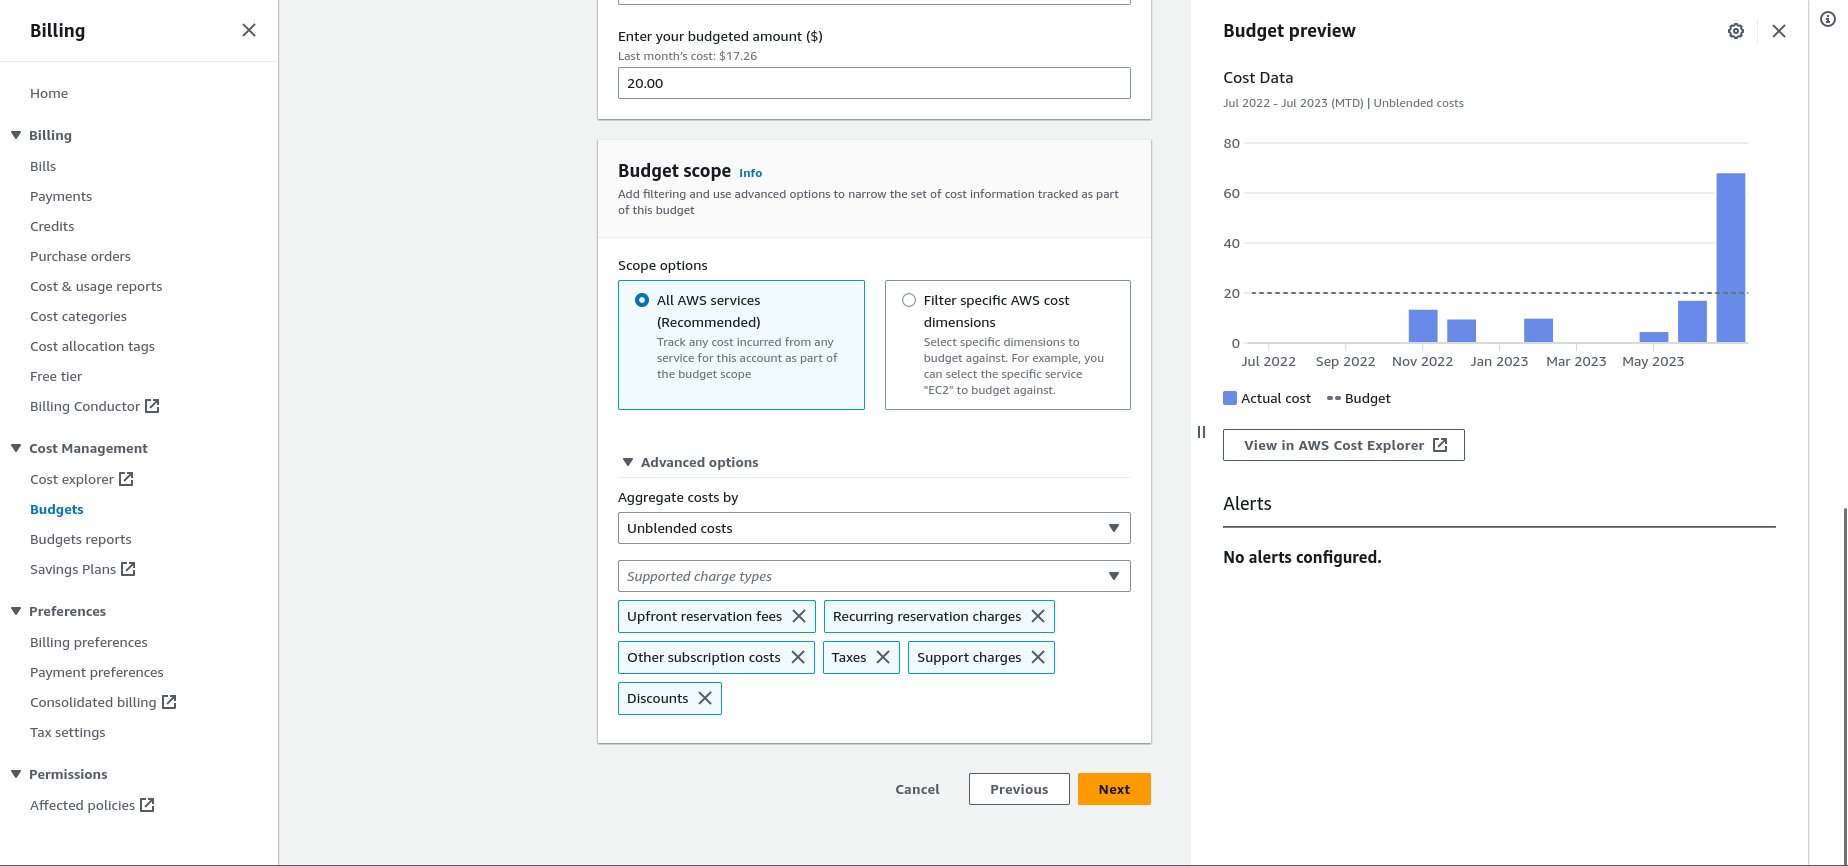 Billing
Home
Billing
Bills
Payments
Credits
Purchase orders
Cost & usage reports
Cost categories
Cost allocation tags
Free tier
Billing Conductor
Cost Management
Cost explorer
Budgets
Budgets reports
Savings Plans
Preferences
Billing preferences
Payment preferences
Consolidated billing
Tax settings
Permissions
Affected policies
Enter your budgeted amount ($)
Last month's cost: $17.26
20.00
Budget scope Info
Add filtering and use advanced options to narrow the set of cost information tracked as part
of this budget
Scope options
All AWS services
(Recommended)
Track any cost incurred from any
service for this account as part of
the budget scope
Filter specific AWS cost
dimensions
Select specific dimensions to
budget against. For example, you
can select the specific service
"EC2" to budget against.
Advanced options
Aggregate costs by
Unblended costs
Supported charge types
Upfront reservation fees Recurring reservation charges
Other subscription costs Taxes Support charges
Discounts
Cancel Previous Next
Budget preview
Cost Data
Jul 2022 - Jul 2023 (MTD) | Unblended costs
80
60
40
20
0
Jul 2022 Sep 2022 Nov 2022 Jan 2023 Mar 2023 May 2023
Actual cost Budget
View in AWS Cost Explorer
Alerts
No alerts configured.